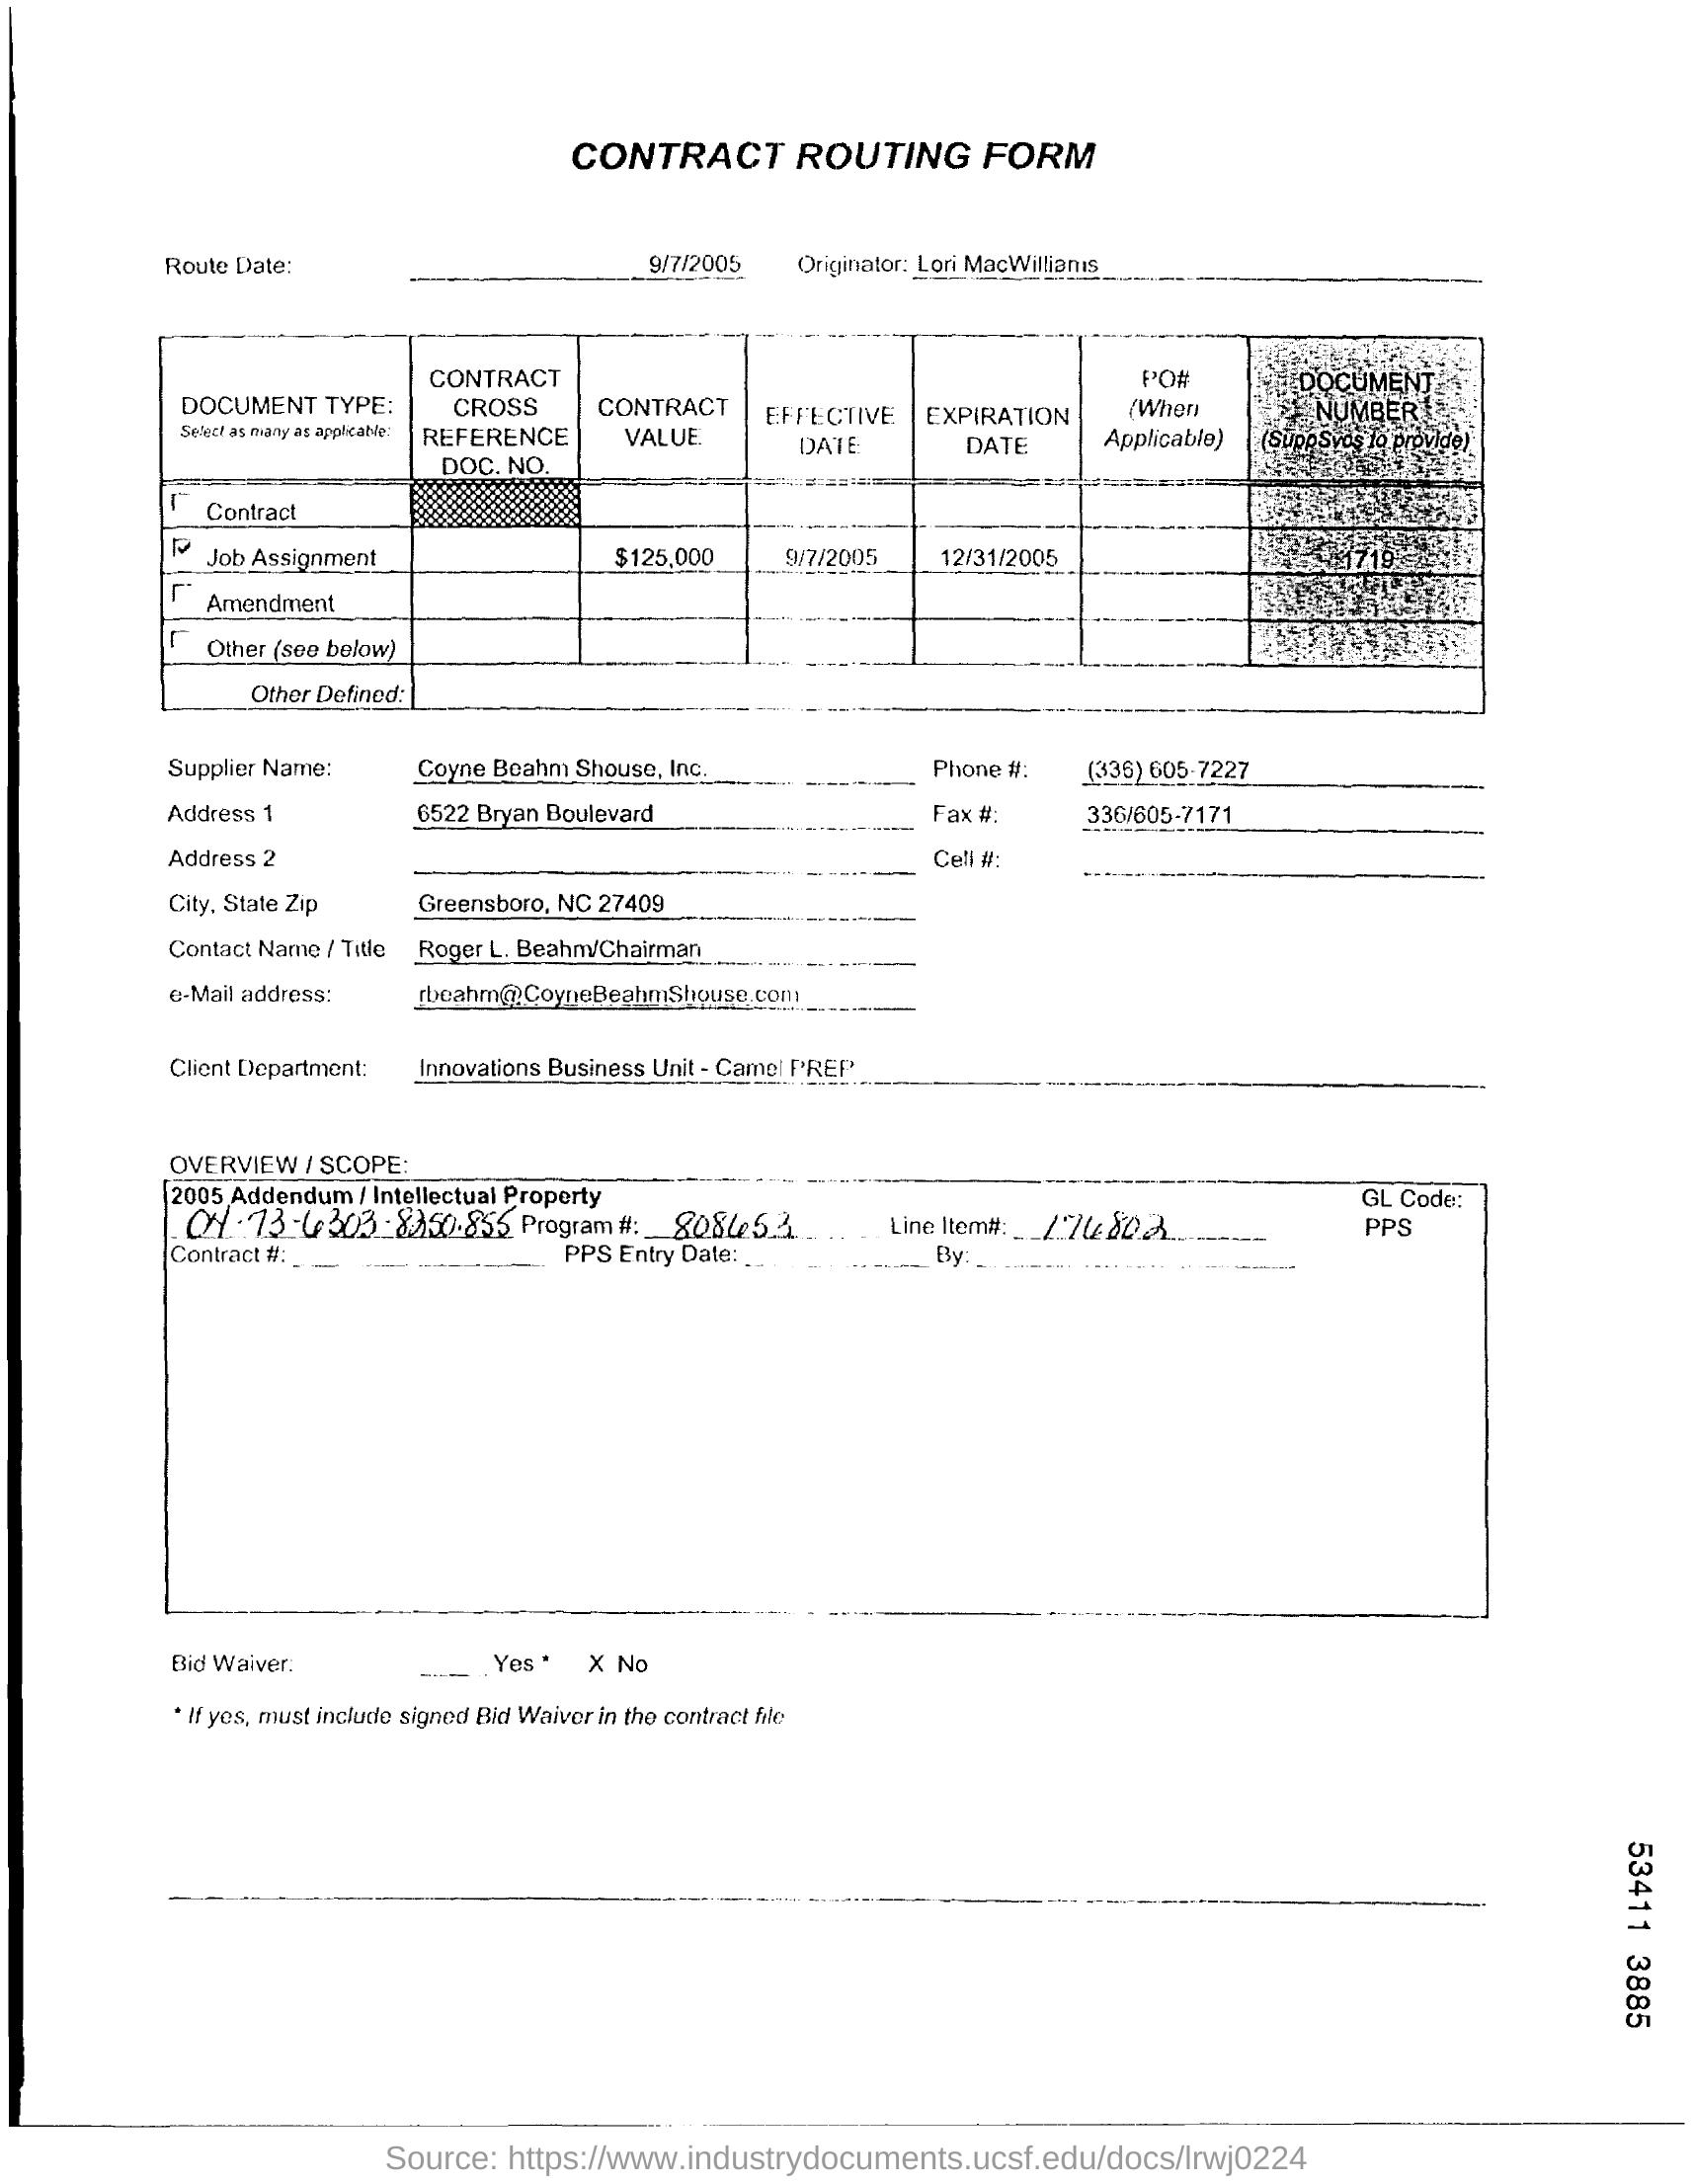 CONTRACT ROUTING FORM
Route Date: 9/7/2005 Originator: Lori MacWilliams
DOCUMENT TYPE: Select as many as applicable: CONTRACT CROSS REFERENCE DOC. NO. CONTRACT VALUE EFFECTIVE DATE EXPIRATION DATE PO# (When Applicable) DOCUMENT NUMBER (SuppSvcs to provide)
Contract
Job Assignment $125,000 9/7/2005 12/31/2005 1719
Amendment
Other (see below)
Other Defined:
Supplier Name: Coyne Beahm Shouse, Inc. Phone #: (336) 605-7227
Address 1 6522 Bryan Boulevard Fax #: 336/605-7171
Address 2 Cell #:
City, State Zip Greensboro, NC 27409
Contact Name / Title Roger L. Beahm/Chairman
e-Mail address: rbeahm@CoyneBeahmShouse.com
Client Department: Innovations Business Unit - Camel PREP
OVERVIEW / SCOPE:
2005 Addendum / Intellectual Property GL Code:
04-73-6303-8250.855 Program #: 808653 Line Item#: 176802 PPS
Contract #: PPS Entry Date: By:
Bid Waiver: Yes * X No
* If yes, must include signed Bid Waiver in the contract file
53411 3885
Source: https://www.industrydocuments.ucsf.edu/docs/lrwj0224